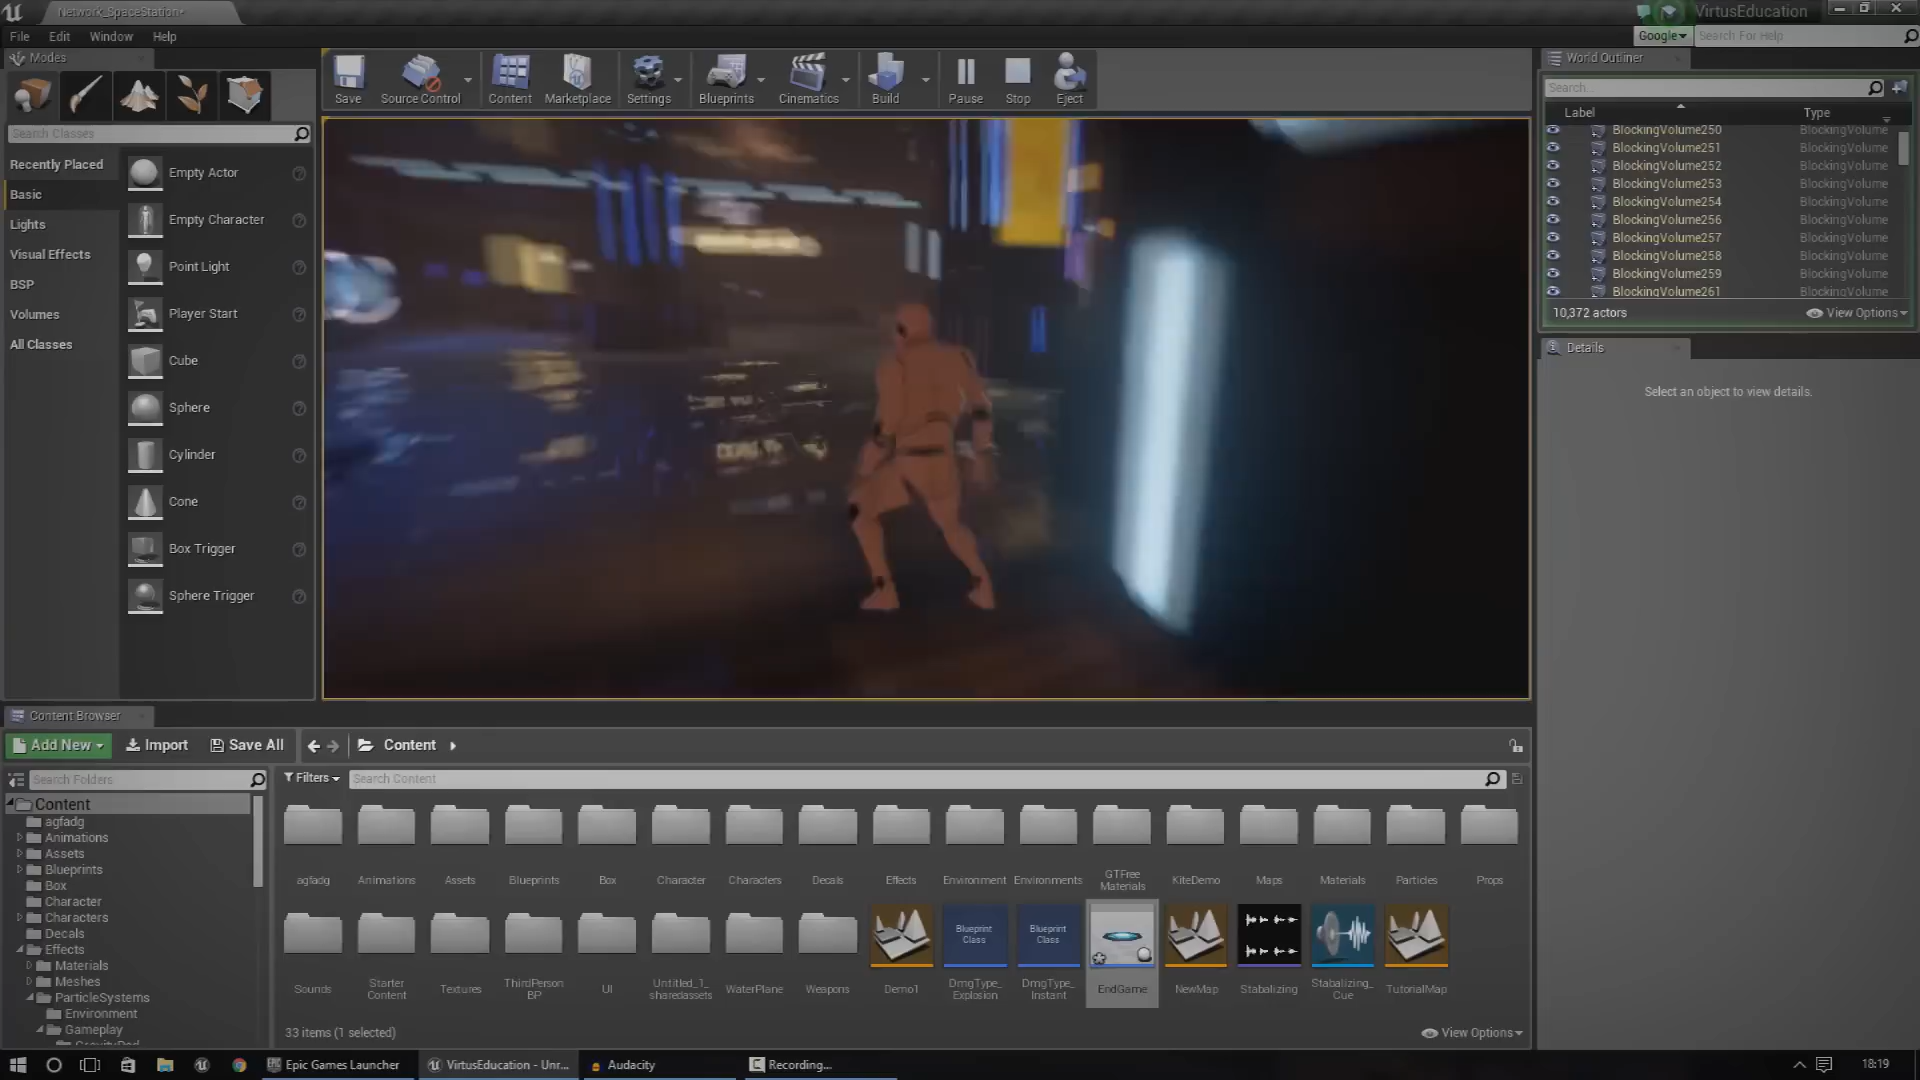 Network_SpaceStation*
VirtusEducation
File Edit Window Help
Google
Search For Help
Modes
Search Classes
Recently Placed
Basic
Lights
Visual Effects
BSP
Volumes
All Classes
Empty Actor
Empty Character
Point Light
Player Start
Cube
Sphere
Cylinder
Cone
Box Trigger
Sphere Trigger
Save
Source Control
Content
Marketplace
Settings
Blueprints
Cinematics
Build
Pause
Stop
Eject
World Outliner
Search...
Label Type
BlockingVolume250 BlockingVolume
BlockingVolume251 BlockingVolume
BlockingVolume252 BlockingVolume
BlockingVolume253 BlockingVolume
BlockingVolume254 BlockingVolume
BlockingVolume256 BlockingVolume
BlockingVolume257 BlockingVolume
BlockingVolume258 BlockingVolume
BlockingVolume259 BlockingVolume
BlockingVolume261 BlockingVolume
10,372 actors View Options
Details
Select an object to view details.
Content Browser
Add New Import Save All Content
Search Folders
Filters Search Content
Content
agfadg
Animations
Assets
Blueprints
Box
Character
Characters
Decals
Effects
Materials
Meshes
ParticleSystems
Environment
Gameplay
GravityPad
agfadg
Animations
Assets
Blueprints
Box
Character
Characters
Decals
Effects
Environment
Environments
GTFree
Materials
KiteDemo
Maps
Materials
Particles
Props
Blueprint
Class
Blueprint
Class
Sounds
Starter
Content
Textures
ThirdPerson
BP
UI
Untitled_1_
sharedassets
WaterPlane
Weapons
Demo1
DmgType_
Explosion
DmgType_
Instant
EndGame
NewMap
Stabalizing
Stabalizing_
Cue
TutorialMap
33 items (1 selected) View Options
Epic Games Launcher
VirtusEducation - Unr...
Audacity
Recording...
18:19